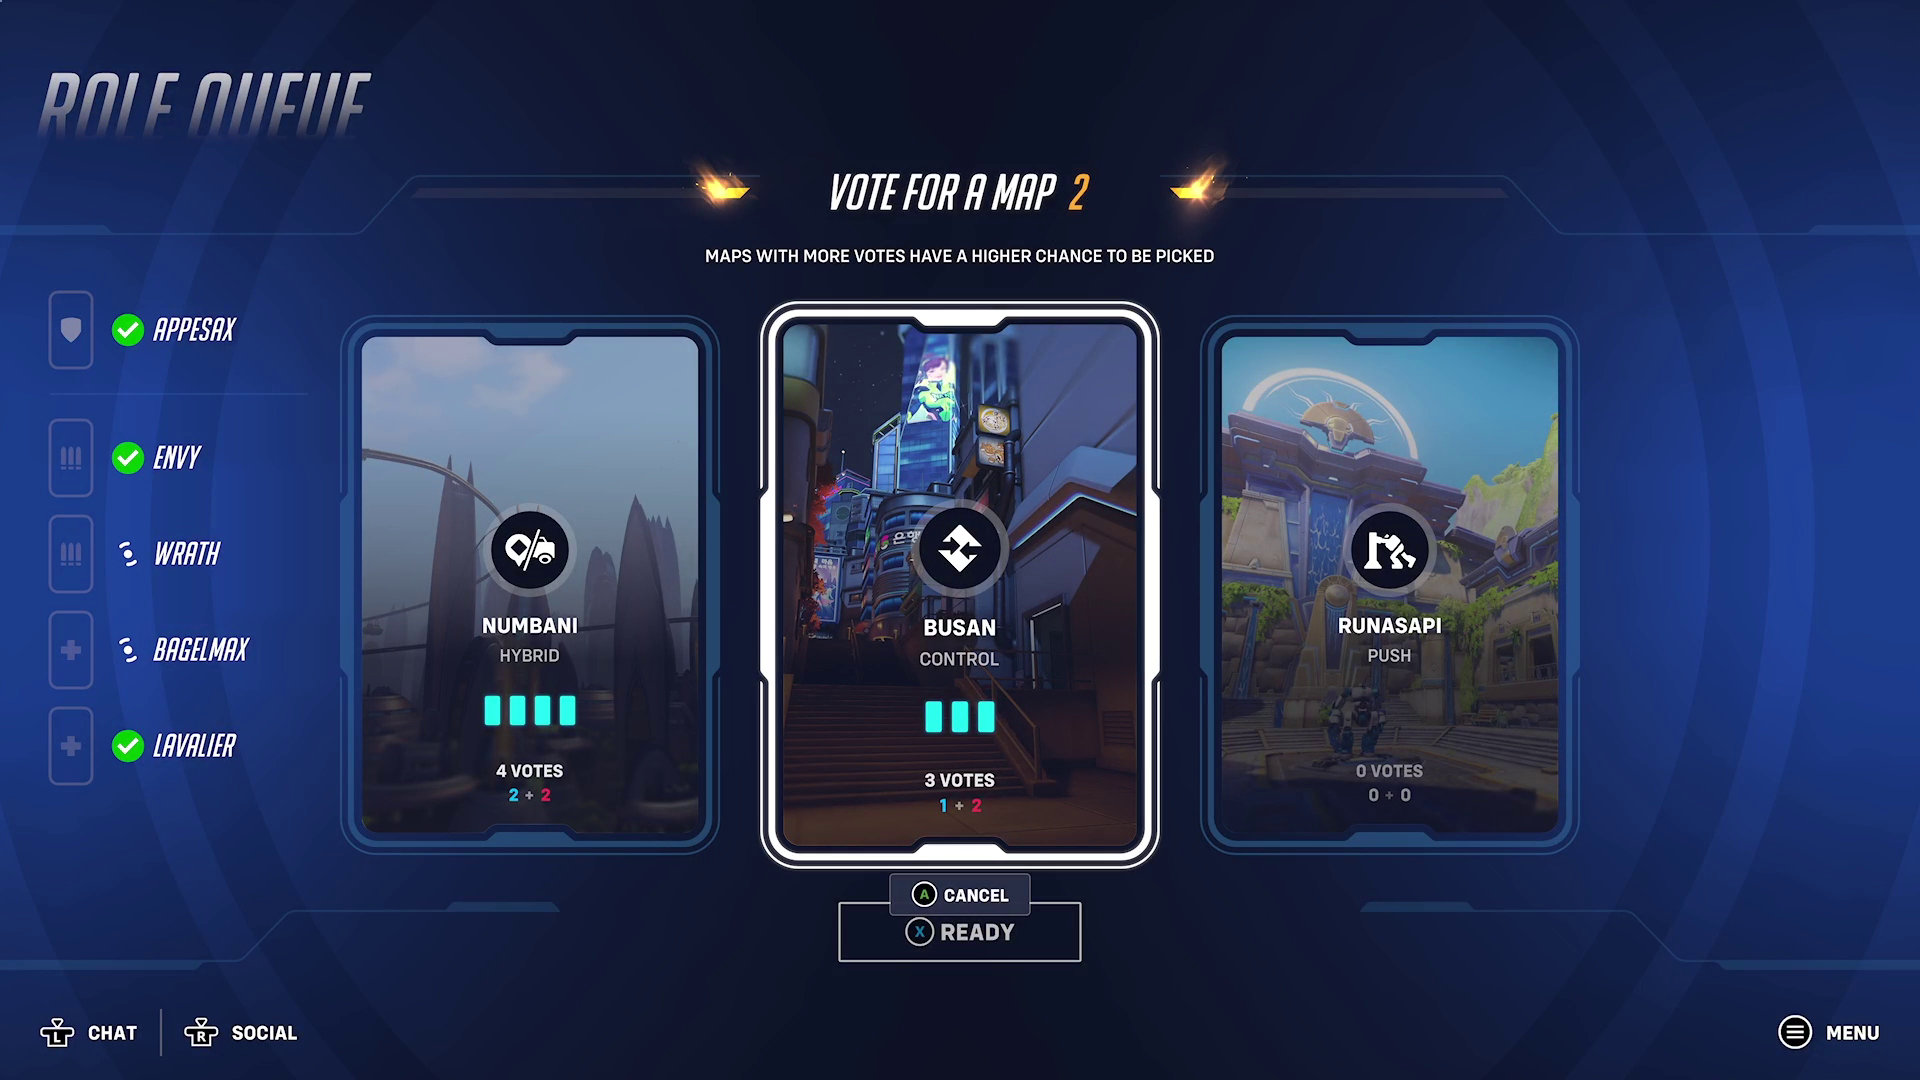 ROLE QUEUE
VOTE FOR A MAP 2
MAPS WITH MORE VOTES HAVE A HIGHER CHANCE TO BE PICKED
APPESAX
ENVY
WRATH
BAGELMAX
LAVALIER
NUMBANI
HYBRID
4 VOTES
2 + 2
은행
BUSAN
CONTROL
3 VOTES
1 + 2
RUNASAPI
PUSH
0 VOTES
0 + 0
A CANCEL
X READY
L CHAT
R SOCIAL
MENU